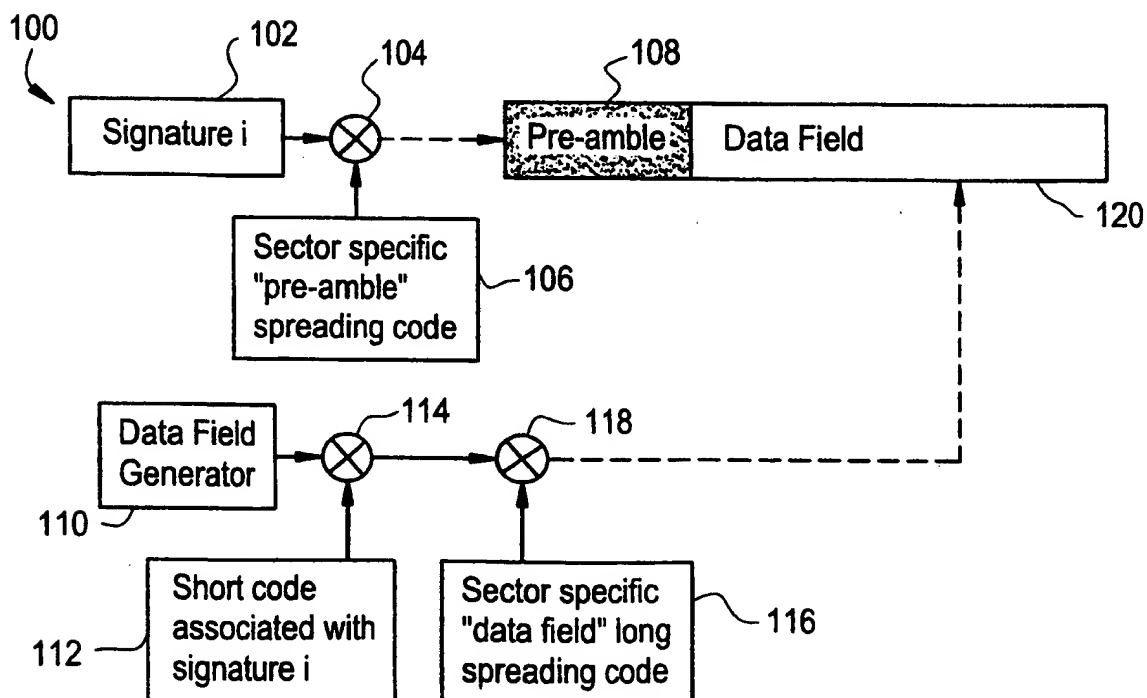 100
102
104
108
Signature i
Pre-amble
Data Field
120
Sector specific
"pre-amble"
spreading code
106
Data Field
Generator
110
114
118
Short code
associated with
signature i
112
Sector specific
"data field" long
spreading code
116